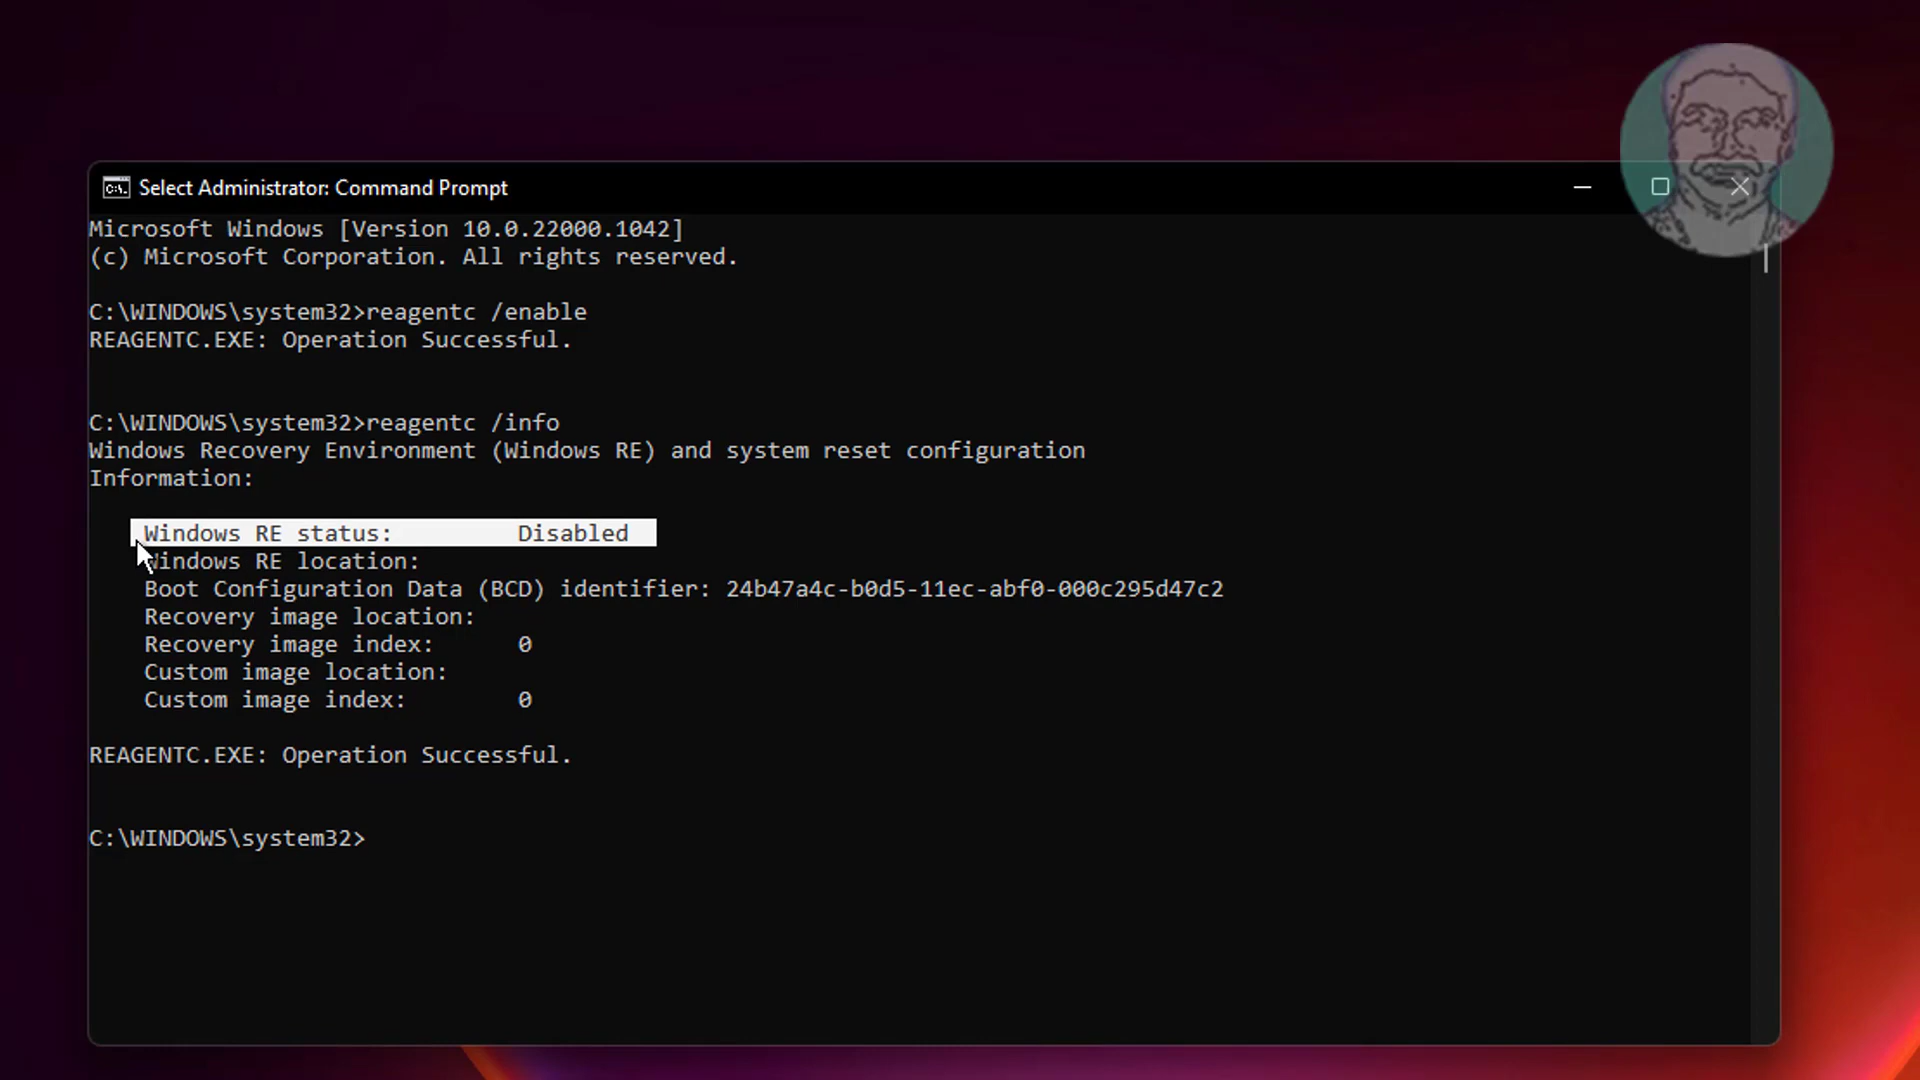 Select Administrator: Command Prompt
Microsoft Windows [Version 10.0.22000.1042]
(c) Microsoft Corporation. All rights reserved.
C:\WINDOWS\system32>reagentc /enable
REAGENTC.EXE: Operation Successful.
C:\WINDOWS\system32>reagentc /info
Windows Recovery Environment (Windows RE) and system reset configuration
Information:
Windows RE status: Disabled
Windows RE location:
Boot Configuration Data (BCD) identifier: 24b47a4c-b0d5-11ec-abf0-000c295d47c2
Recovery image location:
Recovery image index: 0
Custom image location:
Custom image index: 0
REAGENTC.EXE: Operation Successful.
C:\WINDOWS\system32>